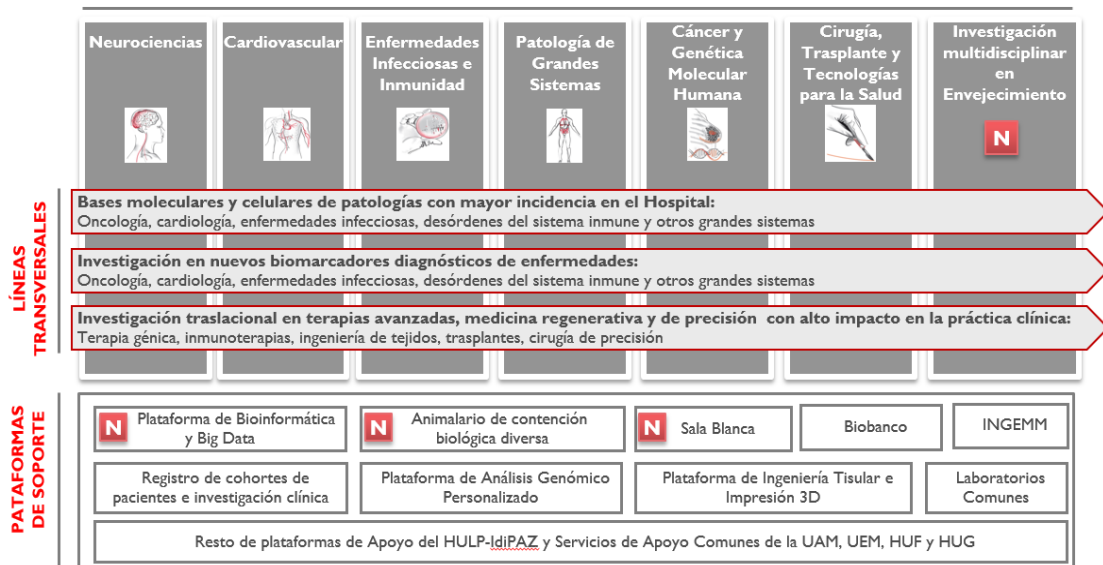 Neurociencias
Cardiovascular
Enfermedades
Infecciosas e
Inmunidad
Patología de
Grandes
Sistemas
Cáncer y
Genética
Molecular
Humana
Cirugía,
Trasplante y
Tecnologías
para la Salud
Investigación
multidisciplinar
en
Envejecimiento
N
LÍNEAS
TRANSVERSALES
Bases moleculares y celulares de patologías con mayor incidencia en el Hospital:
Oncología, cardiología, enfermedades infecciosas, desórdenes del sistema inmune y otros grandes sistemas
Investigación en nuevos biomarcadores diagnósticos de enfermedades:
Oncología, cardiología, enfermedades infecciosas, desórdenes del sistema inmune y otros grandes sistemas
Investigación traslacional en terapias avanzadas, medicina regenerativa y de precisión con alto impacto en la práctica clínica:
Terapia génica, inmunoterapias, ingeniería de tejidos, trasplantes, cirugía de precisión
PATAFORMAS
DE SOPORTE
N
Plataforma de Bioinformática
y Big Data
N
Animalario de contención
biológica diversa
N
Sala Blanca
Biobanco
INGEMM
Registro de cohortes de
pacientes e investigación clínica
Plataforma de Análisis Genómico
Personalizado
Plataforma de Ingeniería Tisular e
Impresión 3D
Laboratorios
Comunes
Resto de plataformas de Apoyo del HULP-IdiPAZ y Servicios de Apoyo Comunes de la UAM, UEM, HUF y HUG